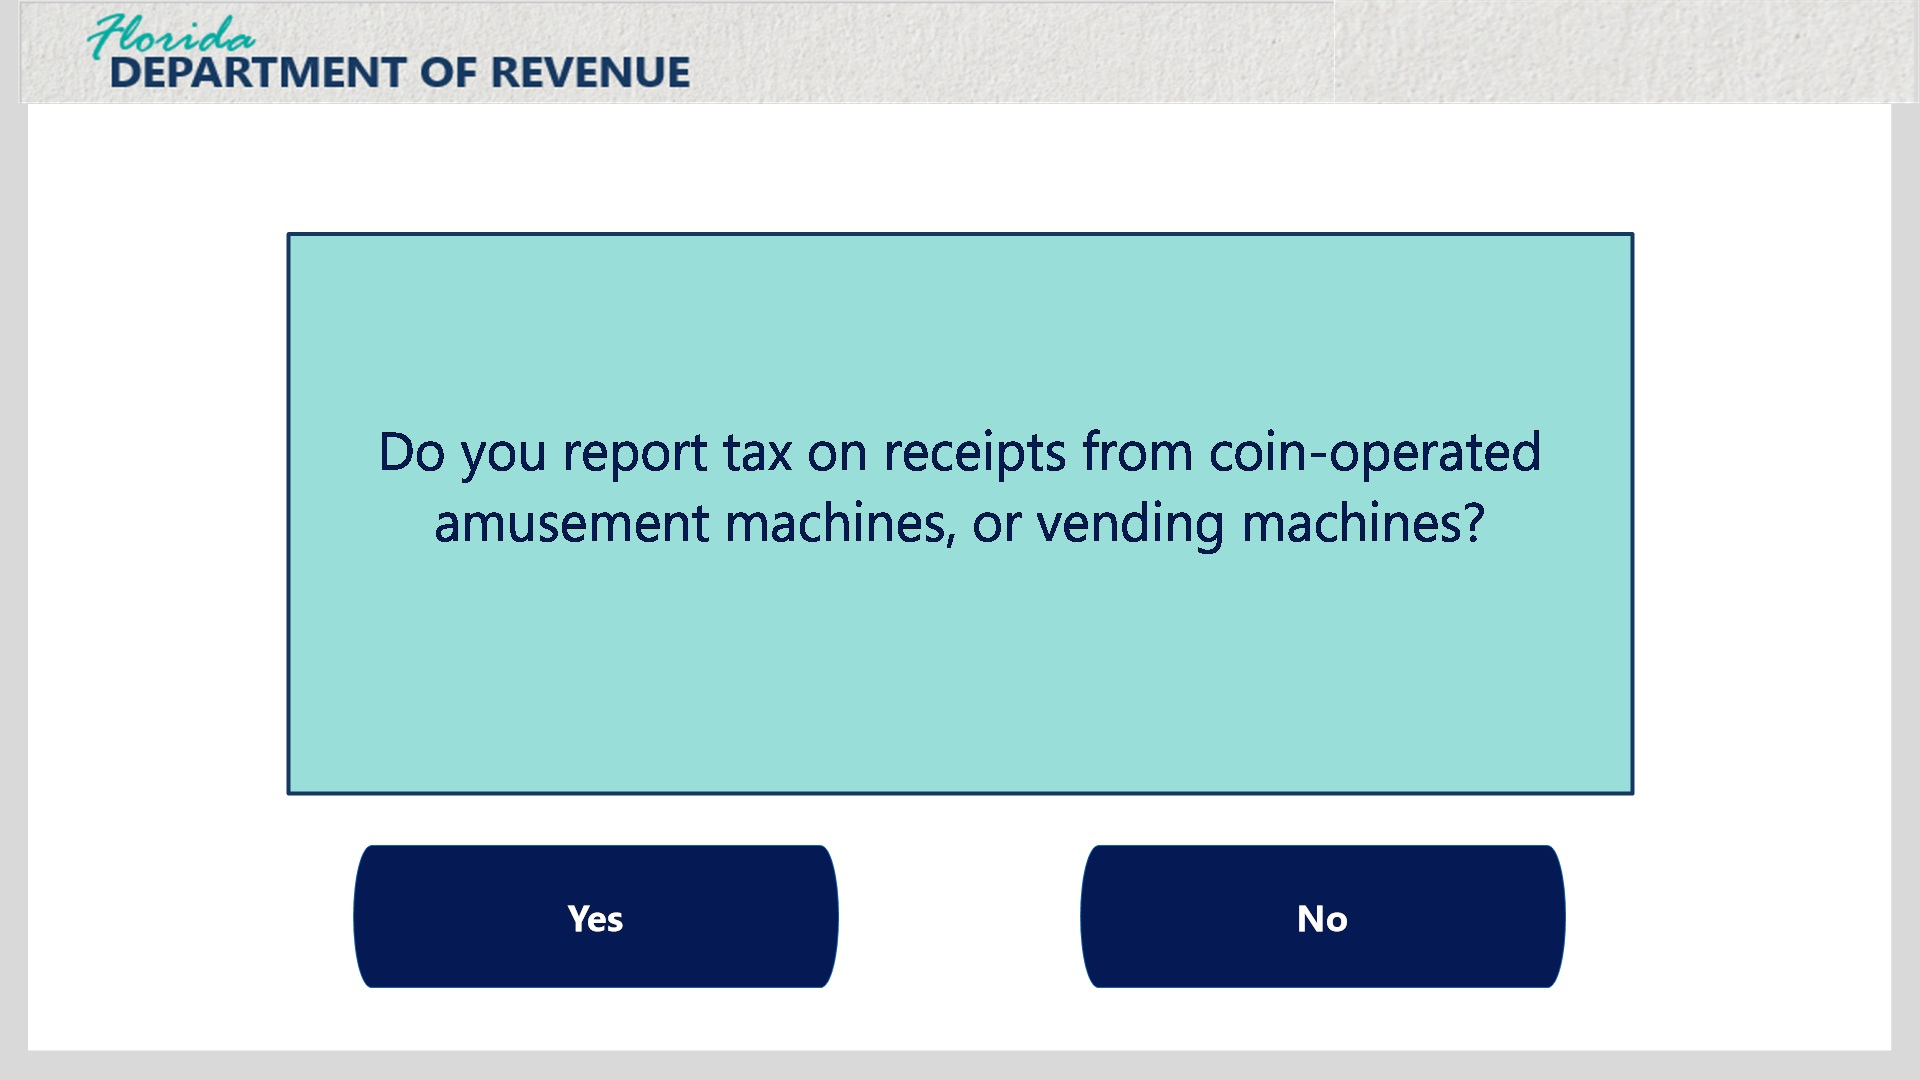 Florida
DEPARTMENT OF REVENUE
Do you report tax on receipts from coin-operated
amusement machines, or vending machines?
Yes
No